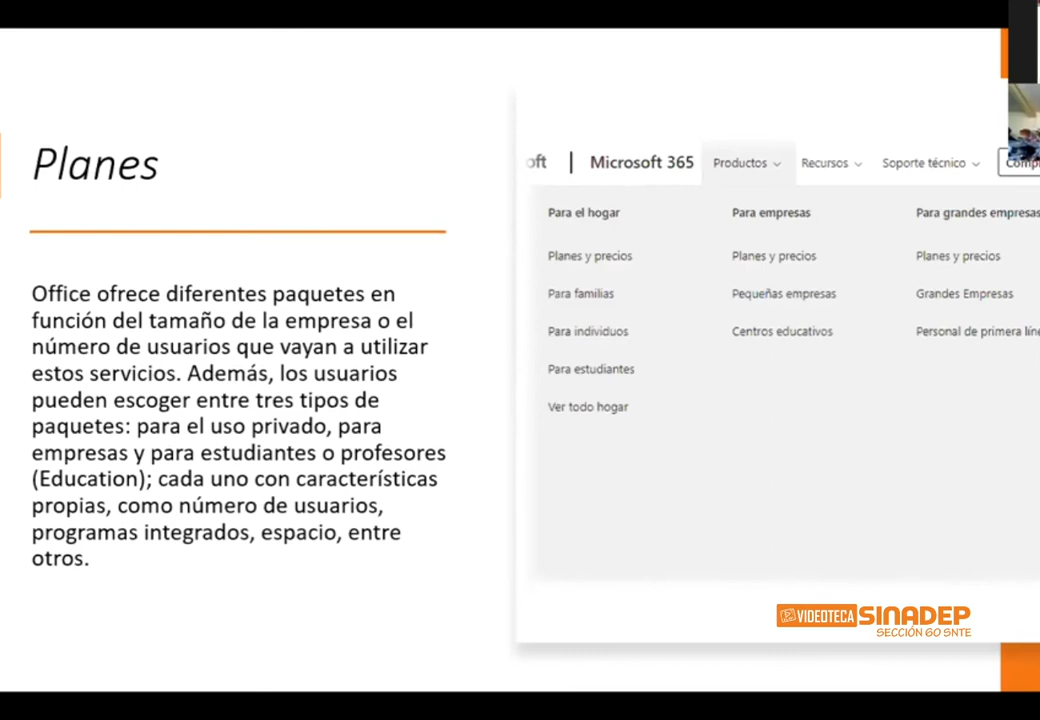 Planes
Office ofrece diferentes paquetes en
función del tamaño de la empresa o el
número de usuarios que vayan a utilizar
estos servicios. Además, los usuarios
pueden escoger entre tres tipos de
paquetes: para el uso privado, para
empresas y para estudiantes o profesores
(Education); cada uno con características
propias, como número de usuarios,
programas integrados, espacio, entre
otros.
oft | Microsoft 365 Productos Recursos Soporte técnico Comp
Para el hogar Para empresas Para grandes empresas
Planes y precios Planes y precios Planes y precios
Para familias Pequeñas empresas Grandes Empresas
Para individuos Centros educativos Personal de primera líne
Para estudiantes
Ver todo hogar
VIDEOTECA SINADEP
SECCIÓN 60 SNTE